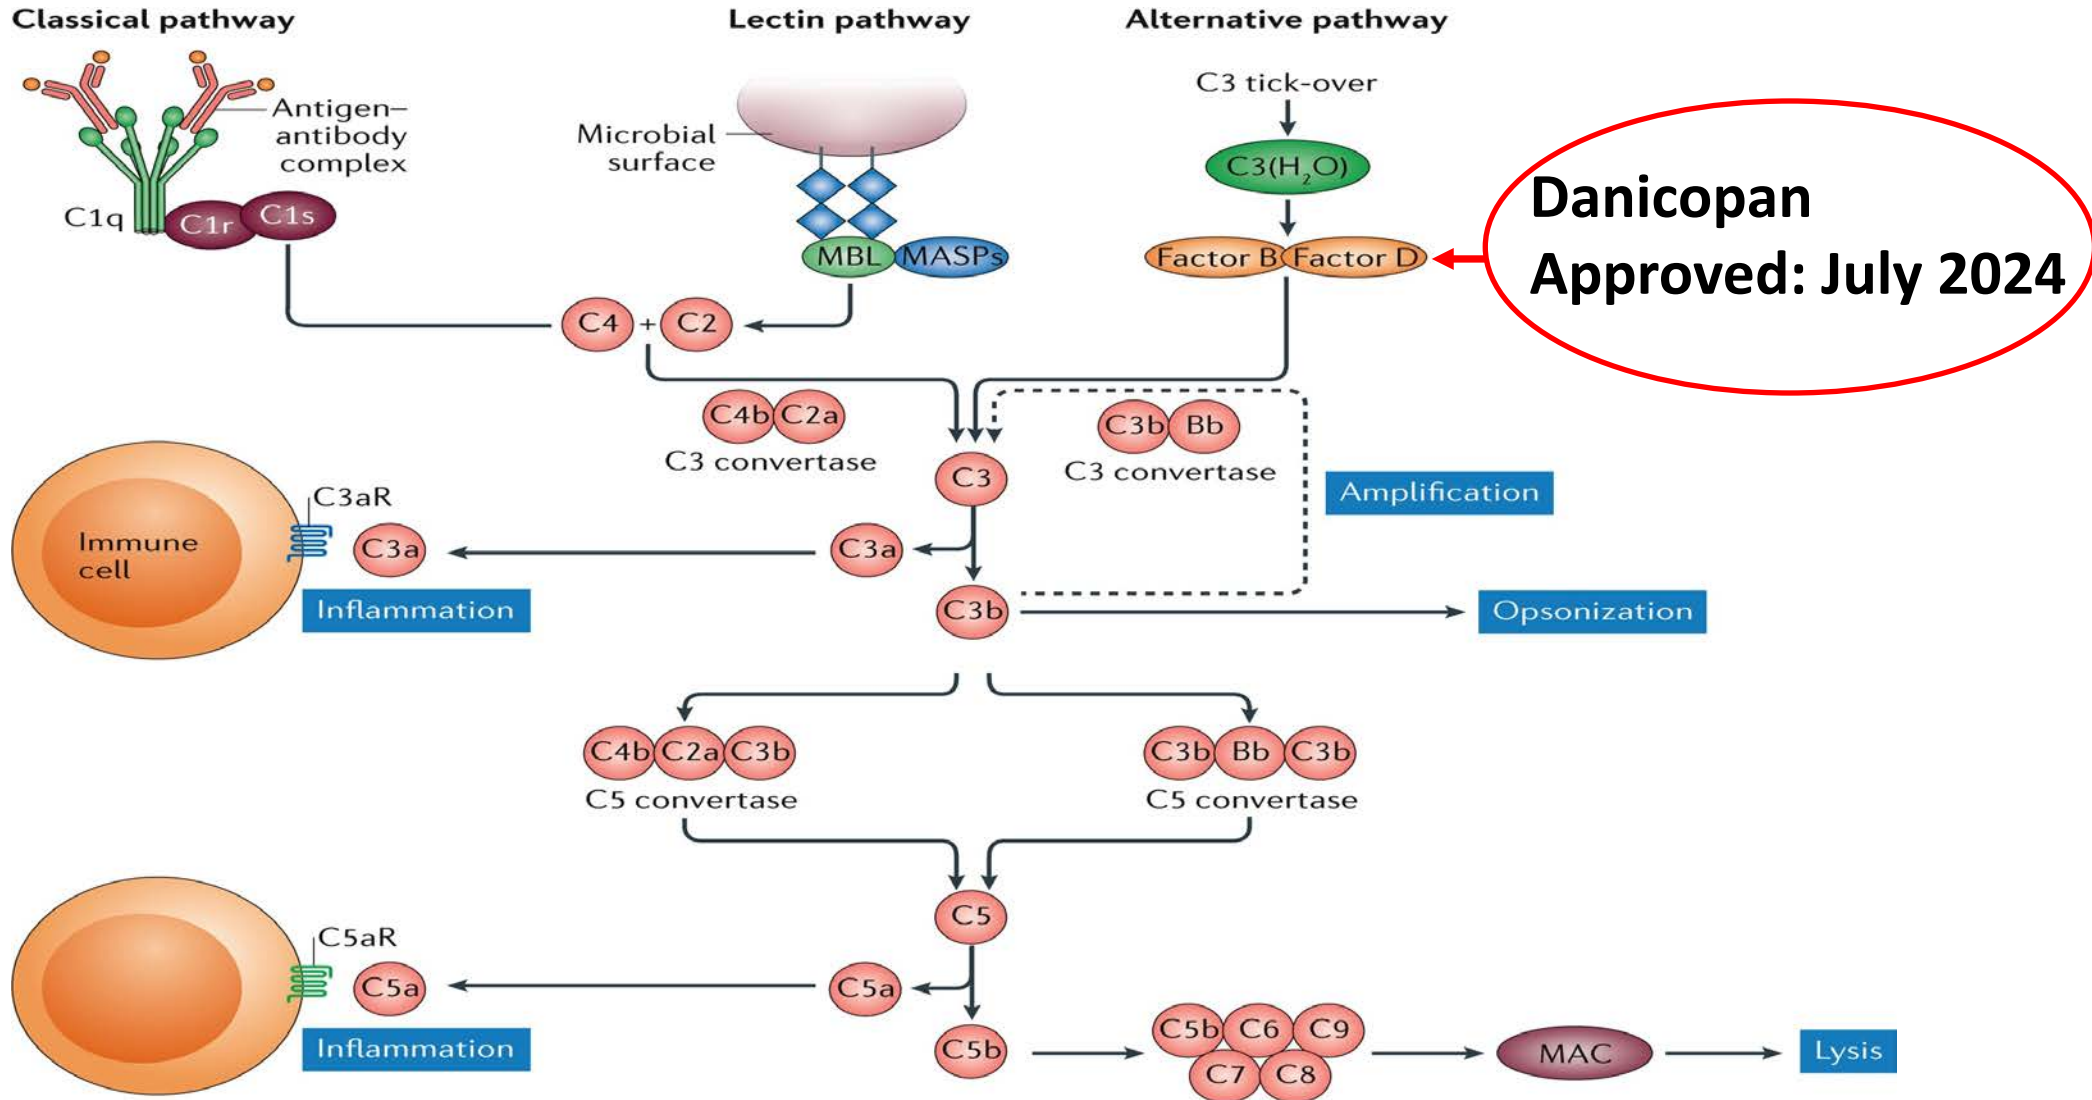 Classical pathway
Lectin pathway
Alternative pathway
Antigen–
antibody
complex
C1q
C1r
C1s
Microbial
surface
MBL
MASPs
C3 tick-over
C3(H₂O)
Factor B
Factor D
Danicopan
Approved: July 2024
C4 + C2
C4b C2a
C3 convertase
C3b Bb
C3 convertase
Amplification
C3
Immune
cell
C3aR
C3a
C3a
Inflammation
C3b
Opsonization
C4b C2a C3b
C5 convertase
C3b Bb C3b
C5 convertase
C5
C5aR
C5a
C5a
Inflammation
C5b
C5b C6 C9
C7 C8
MAC
Lysis